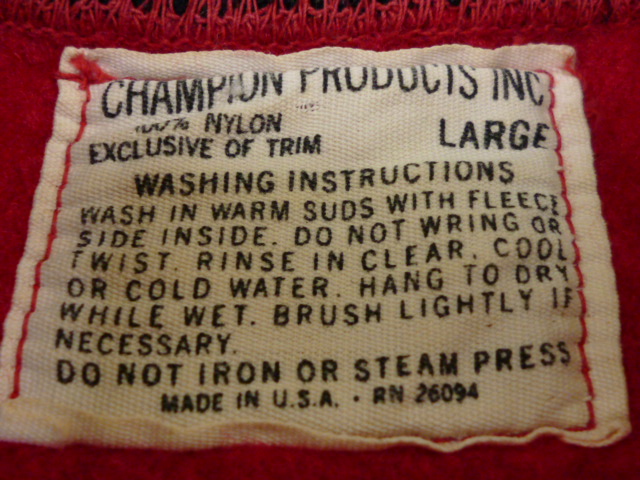 CHAMPION PRODUCTS INC
100% NYLON
EXCLUSIVE OF TRIM
LARGE
WASHING INSTRUCTIONS
WASH IN WARM SUDS WITH FLEECE
SIDE INSIDE. DO NOT WRING OR
TWIST. RINSE IN CLEAR. COOL
OR COLD WATER. HANG TO DRY
WHILE WET. BRUSH LIGHTLY IF
NECESSARY.
DO NOT IRON OR STEAM PRESS
MADE IN U.S.A. • RN 26094